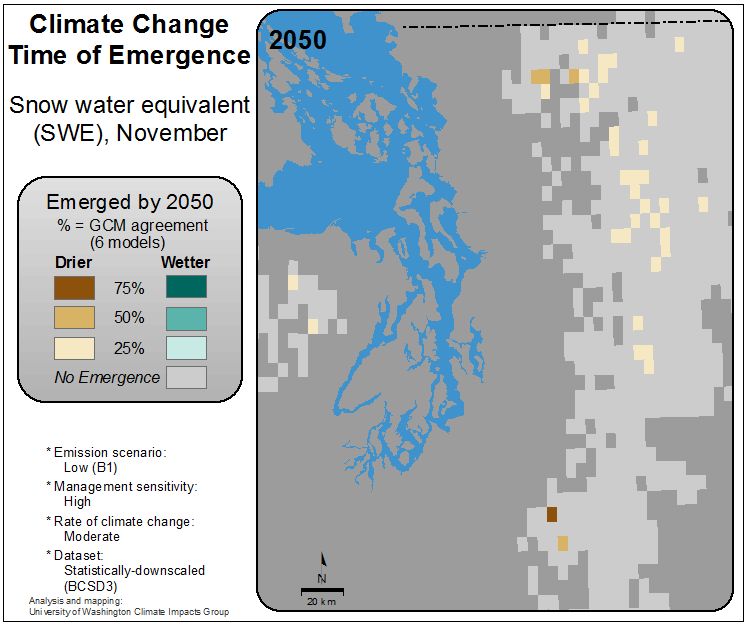 Climate Change
Time of Emergence
Snow water equivalent
(SWE), November
Emerged by 2050
% = GCM agreement
(6 models)
Drier Wetter
75%
50%
25%
No Emergence
* Emission scenario:
Low (B1)
* Management sensitivity:
High
* Rate of climate change:
Moderate
* Dataset:
Statistically-downscaled
(BCSD3)
Analysis and mapping:
University of Washington Climate Impacts Group
2050
N
20 km